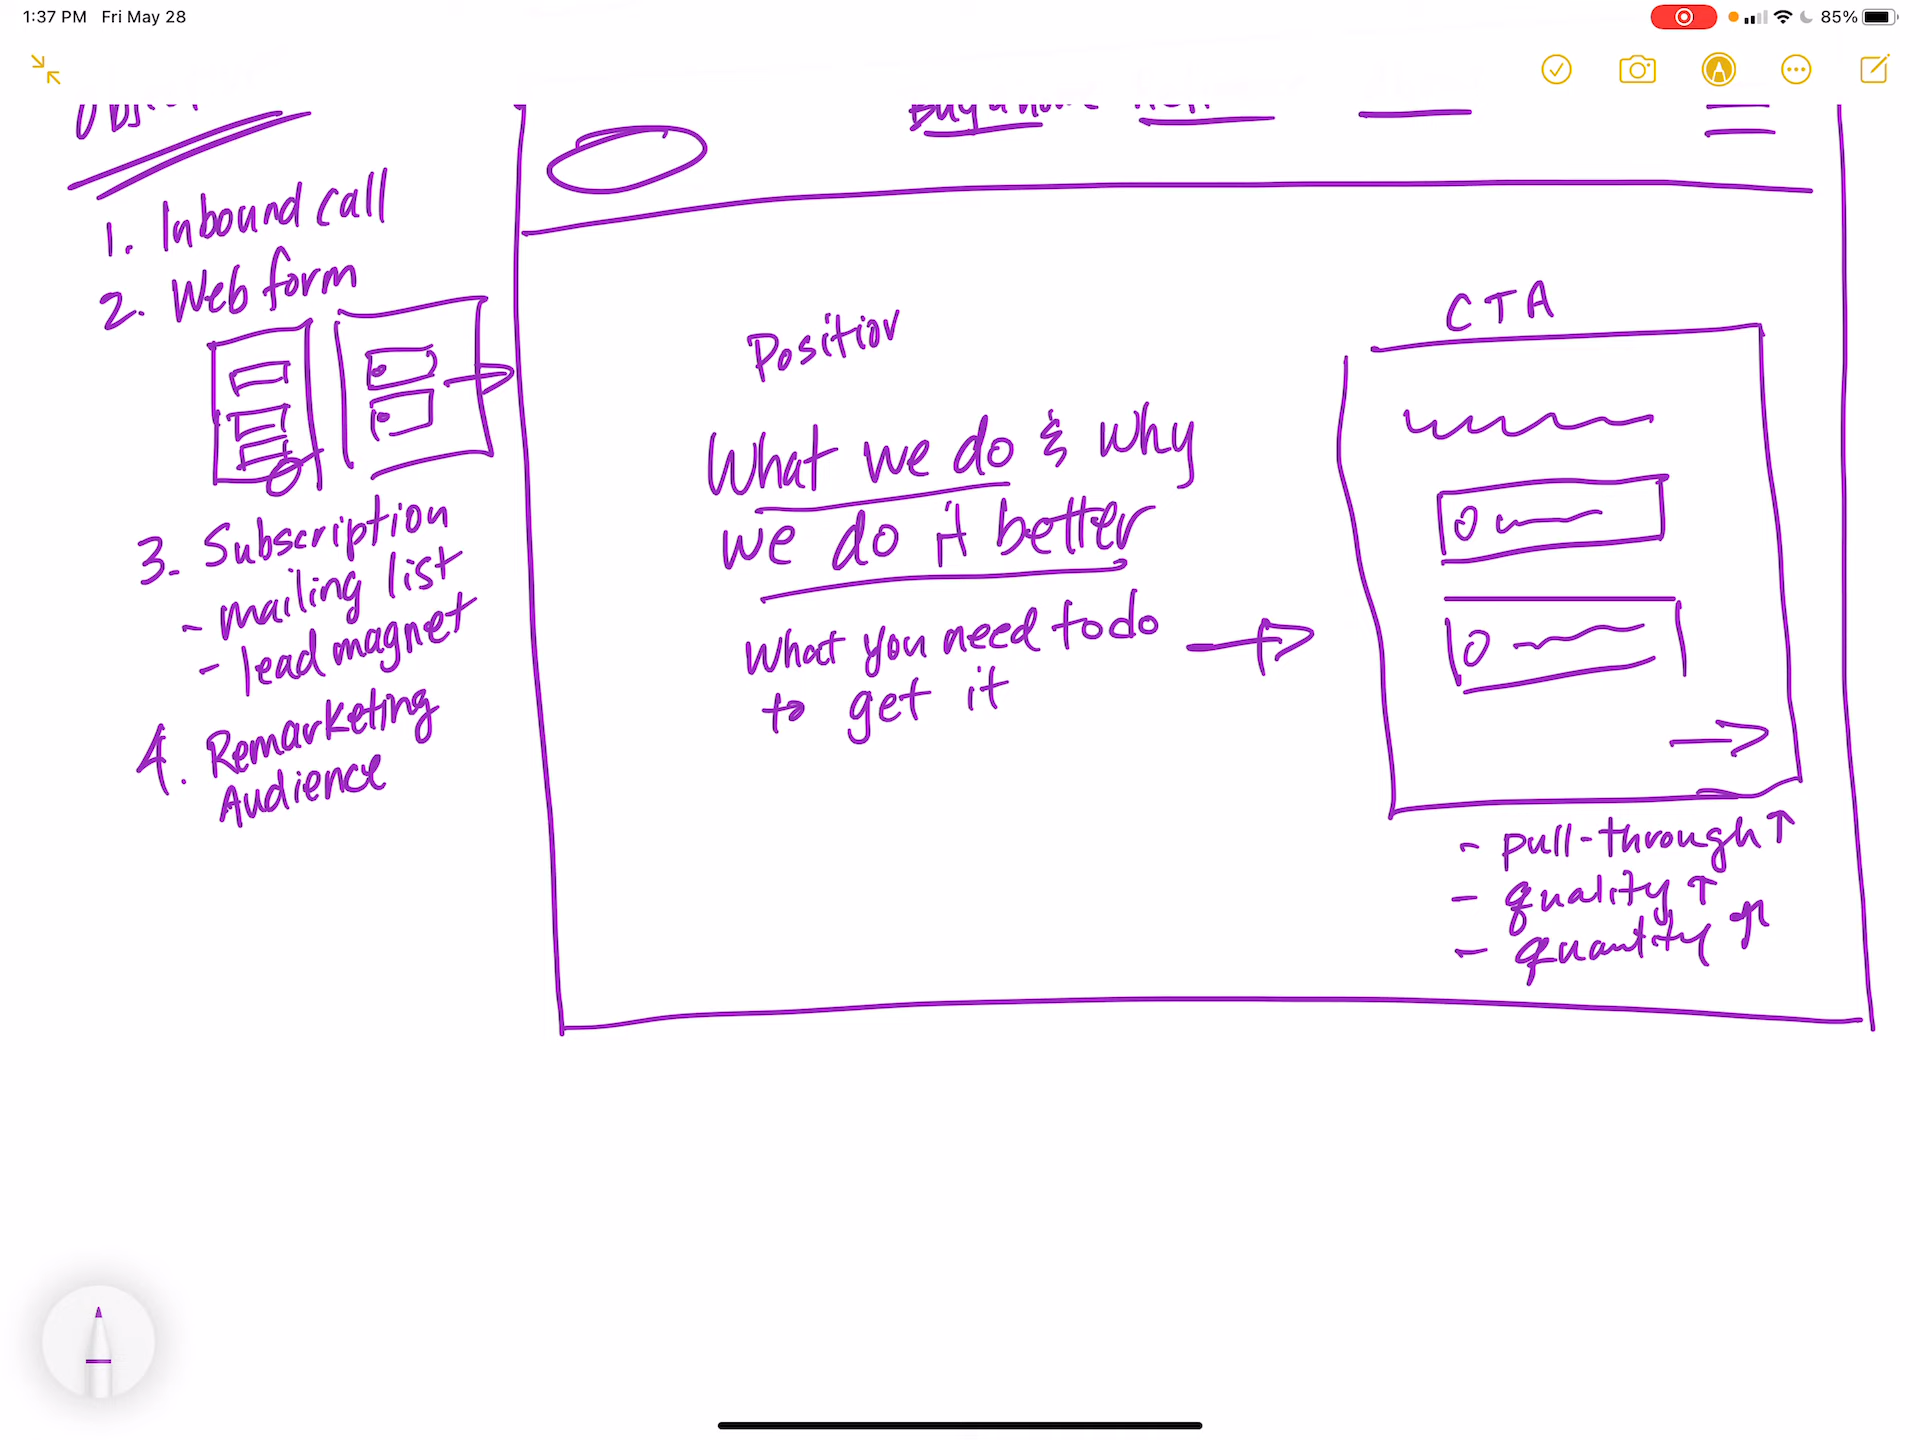 1:37 PM Fri May 28
85%
Buy a home
1. Inbound call
2. Web form
3. Subscription
- mailing list
- lead magnet
4. Remarketing
Audience
Position
What we do & why
we do it better
What you need to do
to get it
CTA
- pull-through ↑
- quality ↑
- quantity ↑